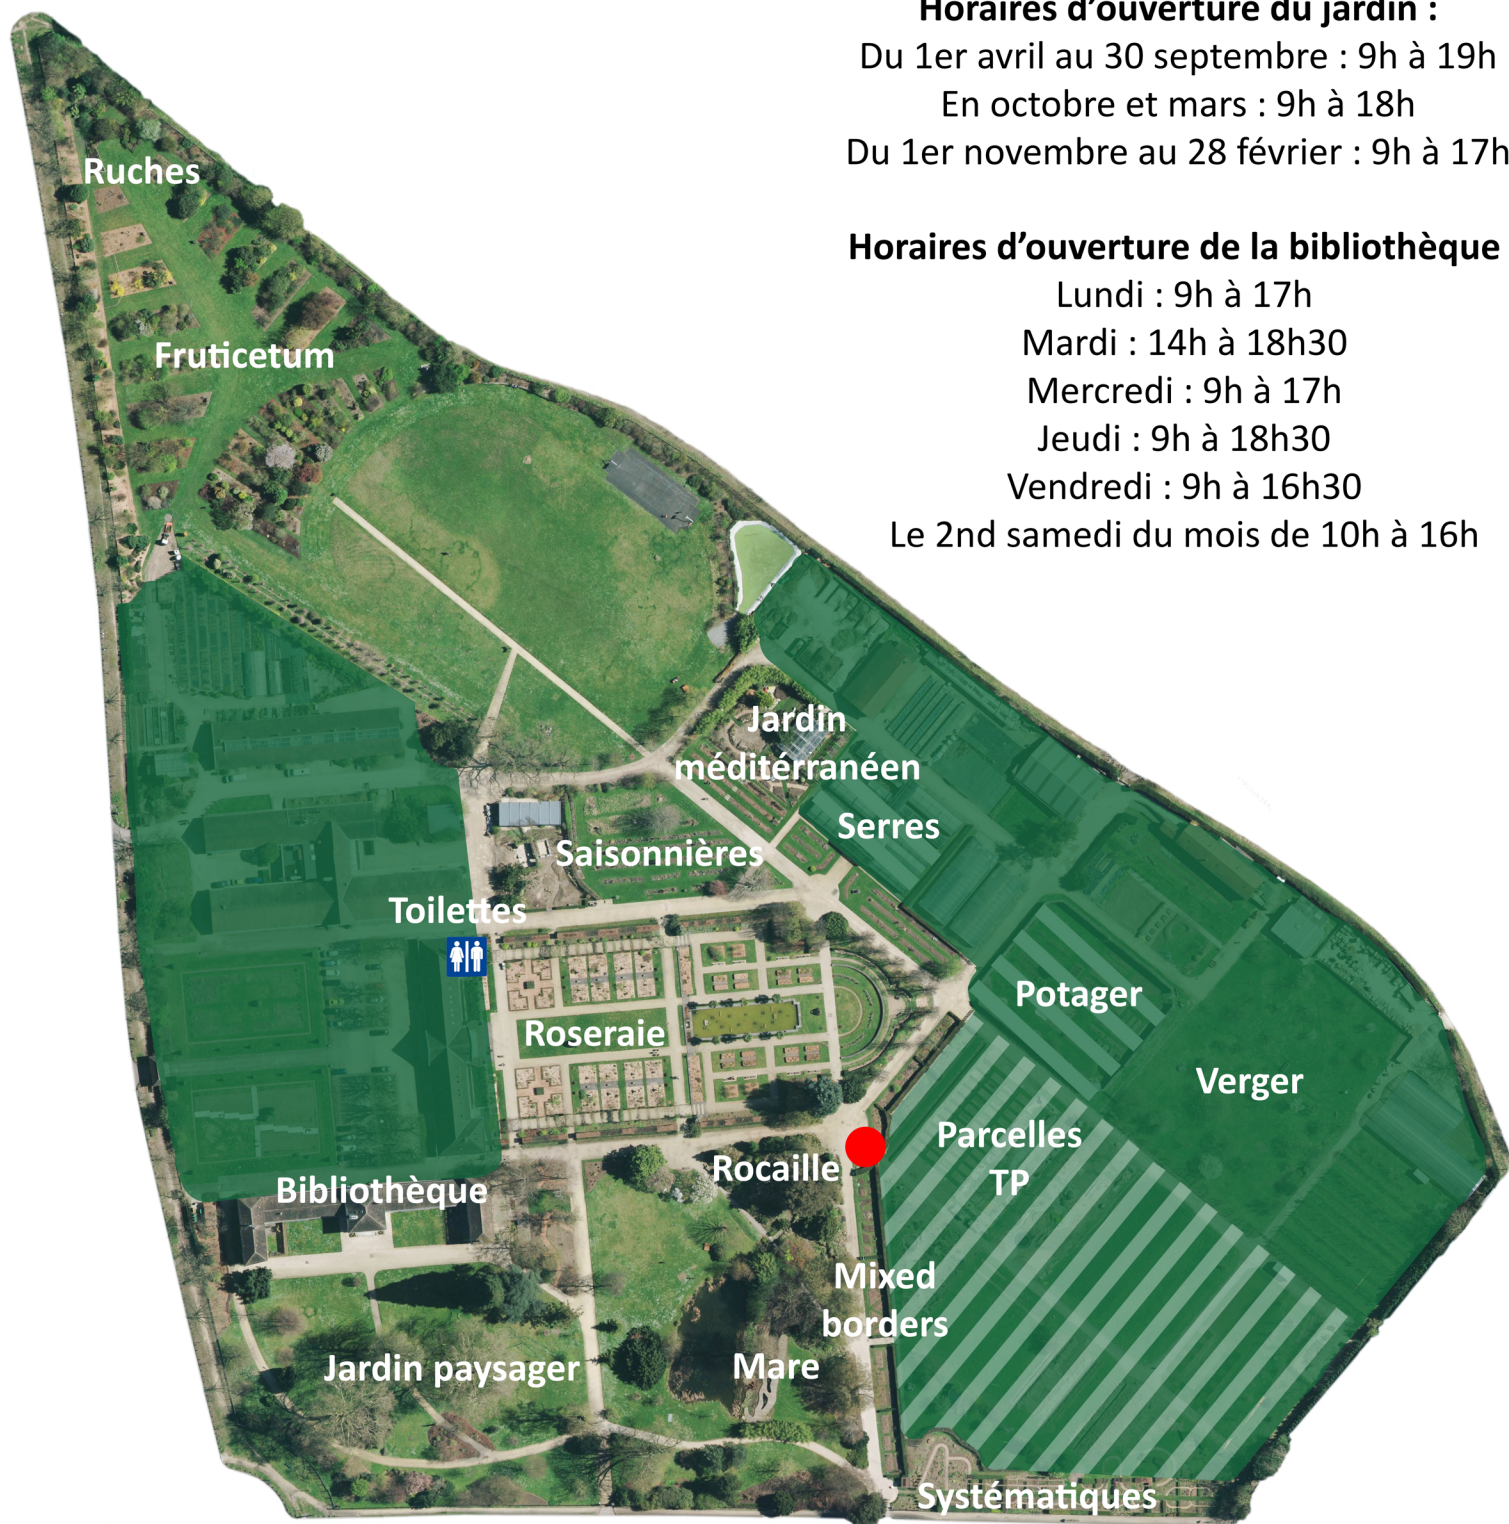 Horaires d'ouverture du jardin :
Du 1er avril au 30 septembre : 9h à 19h
En octobre et mars : 9h à 18h
Du 1er novembre au 28 février : 9h à 17h
Horaires d'ouverture de la bibliothèque
Lundi : 9h à 17h
Mardi : 14h à 18h30
Mercredi : 9h à 17h
Jeudi : 9h à 18h30
Vendredi : 9h à 16h30
Le 2nd samedi du mois de 10h à 16h
Ruches
Fruticetum
Jardin
méditérranéen
Serres
Saisonnières
Toilettes
Potager
Roseraie
Verger
Parcelles
TP
Rocaille
Bibliothèque
Mixed
borders
Jardin paysager
Mare
Systématiques